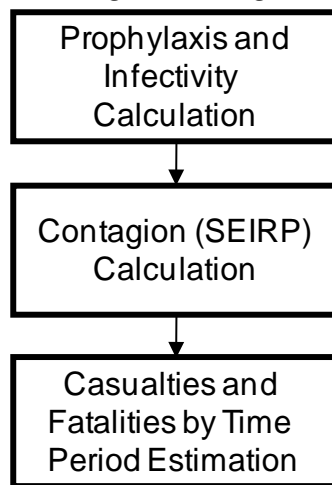 Prophylaxis and
Infectivity
Calculation
Contagion (SEIRP)
Calculation
Casualties and
Fatalities by Time
Period Estimation